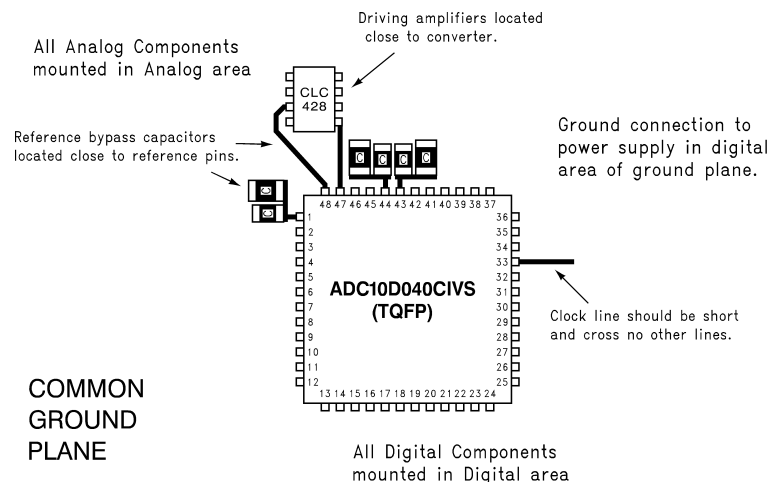 Driving amplifiers located
close to converter.
All Analog Components
mounted in Analog area
CLC
428
Reference bypass capacitors
located close to reference pins.
Ground connection to
power supply in digital
area of ground plane.
C C C C
C
C
48 47 46 45 44 43 42 41 40 39 38 37
1
2
3
4
5
6
7
8
9
10
11
12
36
35
34
33
32
31
30
29
28
27
26
25
ADC10D040CIVS
(TQFP)
Clock line should be short
and cross no other lines.
13 14 15 16 17 18 19 20 21 22 23 24
COMMON
GROUND
PLANE
All Digital Components
mounted in Digital area